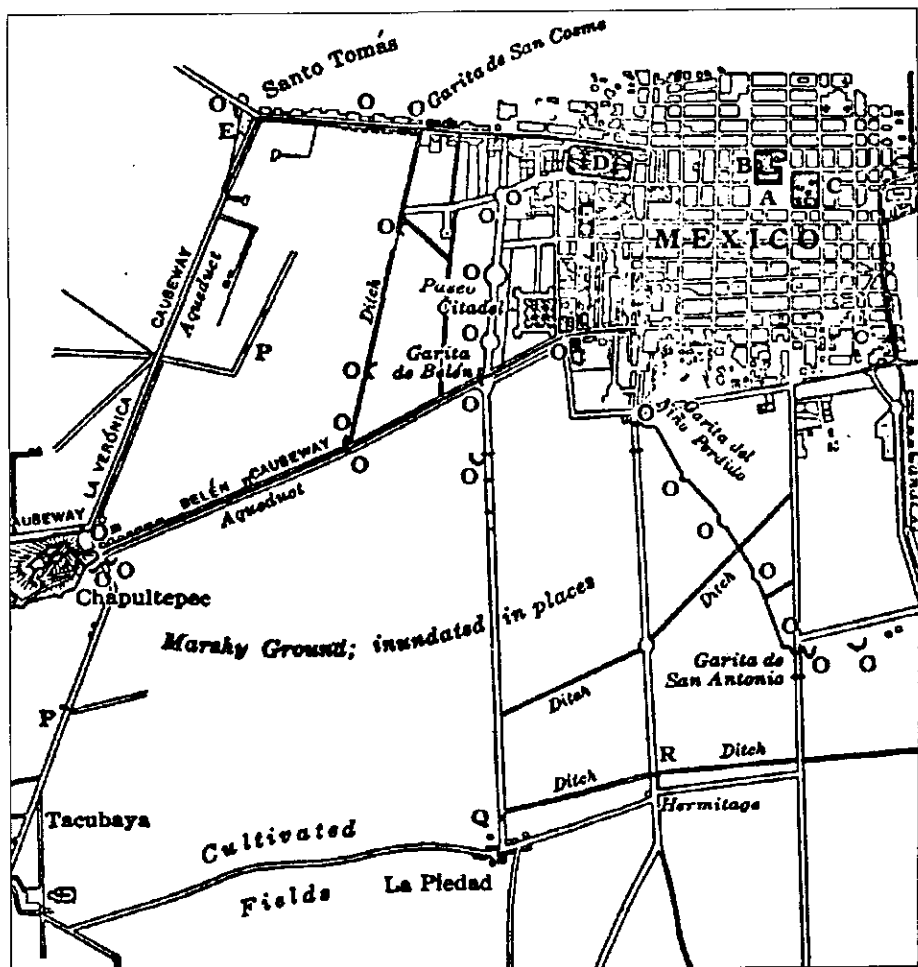 Santo Tomás
Garita de San Cosme
O
O
O
E
D
B
C
A
O
O
MEXICO
CAUSEWAY
Aqueduct
Ditch
O
Paseo
Citadel
P
O
O
Garita
de Belén
O
O
O
Garita del
Niño Perdido
LA VERÓNICA
O
BELÉN CAUSEWAY
Aqueduct
O
O
O
O
AUSEWAY
O
O
O
O
Chapultepec
Ditch
Marshy Ground; inundated in places
O
Garita de
San Antonio
O
O
Ditch
P
R
Ditch
Ditch
Hermitage
Tacubaya
Q
Cultivated
Fields
La Piedad